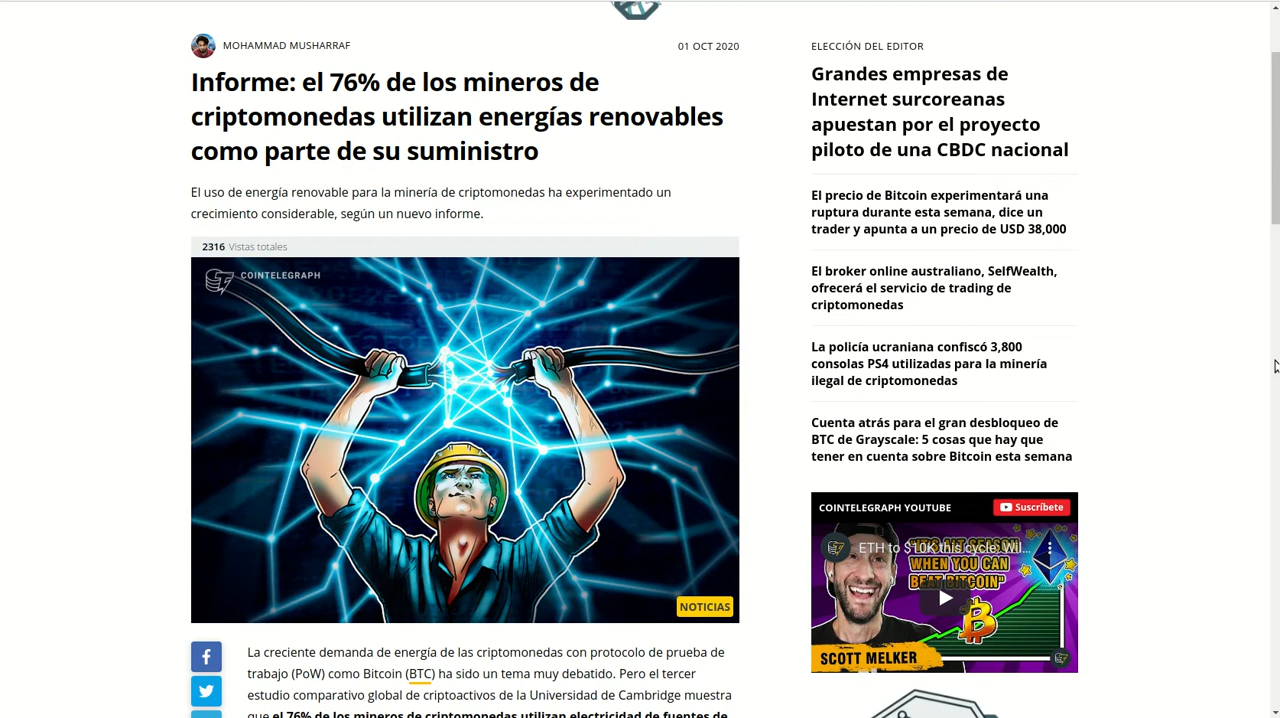 MOHAMMAD MUSHARRAF
01 OCT 2020
Informe: el 76% de los mineros de
criptomonedas utilizan energías renovables
como parte de su suministro
El uso de energía renovable para la minería de criptomonedas ha experimentado un
crecimiento considerable, según un nuevo informe.
2316 Vistas totales
COINTELEGRAPH
NOTICIAS
La creciente demanda de energía de las criptomonedas con protocolo de prueba de
trabajo (PoW) como Bitcoin (BTC) ha sido un tema muy debatido. Pero el tercer
estudio comparativo global de criptoactivos de la Universidad de Cambridge muestra
que el 76% de los mineros de criptomonedas utilizan electricidad de fuentes de
ELECCIÓN DEL EDITOR
Grandes empresas de
Internet surcoreanas
apuestan por el proyecto
piloto de una CBDC nacional
El precio de Bitcoin experimentará una
ruptura durante esta semana, dice un
trader y apunta a un precio de USD 38,000
El broker online australiano, SelfWealth,
ofrecerá el servicio de trading de
criptomonedas
La policía ucraniana confiscó 3,800
consolas PS4 utilizadas para la minería
ilegal de criptomonedas
Cuenta atrás para el gran desbloqueo de
BTC de Grayscale: 5 cosas que hay que
tener en cuenta sobre Bitcoin esta semana
COINTELEGRAPH YOUTUBE
Suscríbete
ETH to $10K this cycle: Wil...
WHEN YOU CAN
BEAT BITCOIN"
SCOTT MELKER